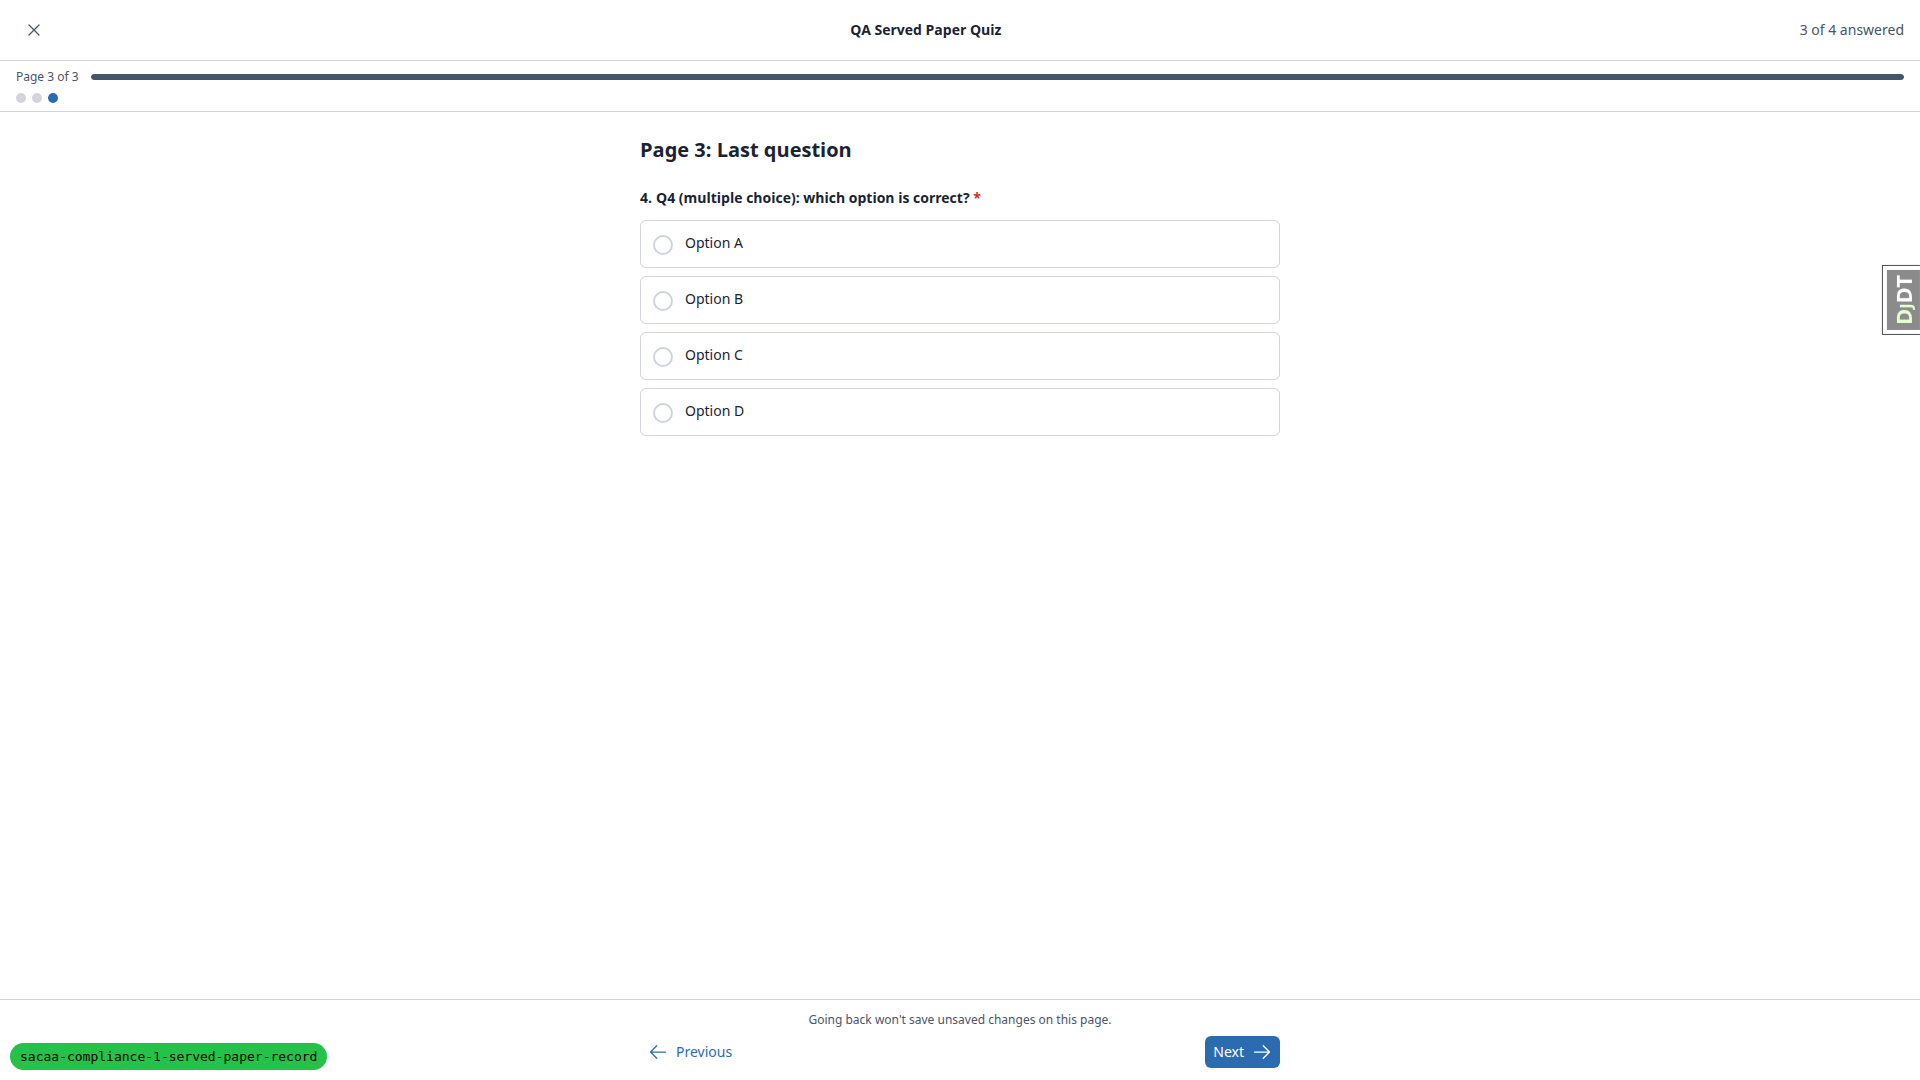 QA Served Paper Quiz
3 of 4 answered
Page 3 of 3
Page 3: Last question
4. Q4 (multiple choice): which option is correct? *
Option A
Option B
Option C
Option D
DjDT
Going back won't save unsaved changes on this page.
Previous
Next
sacaa-compliance-1-served-paper-record